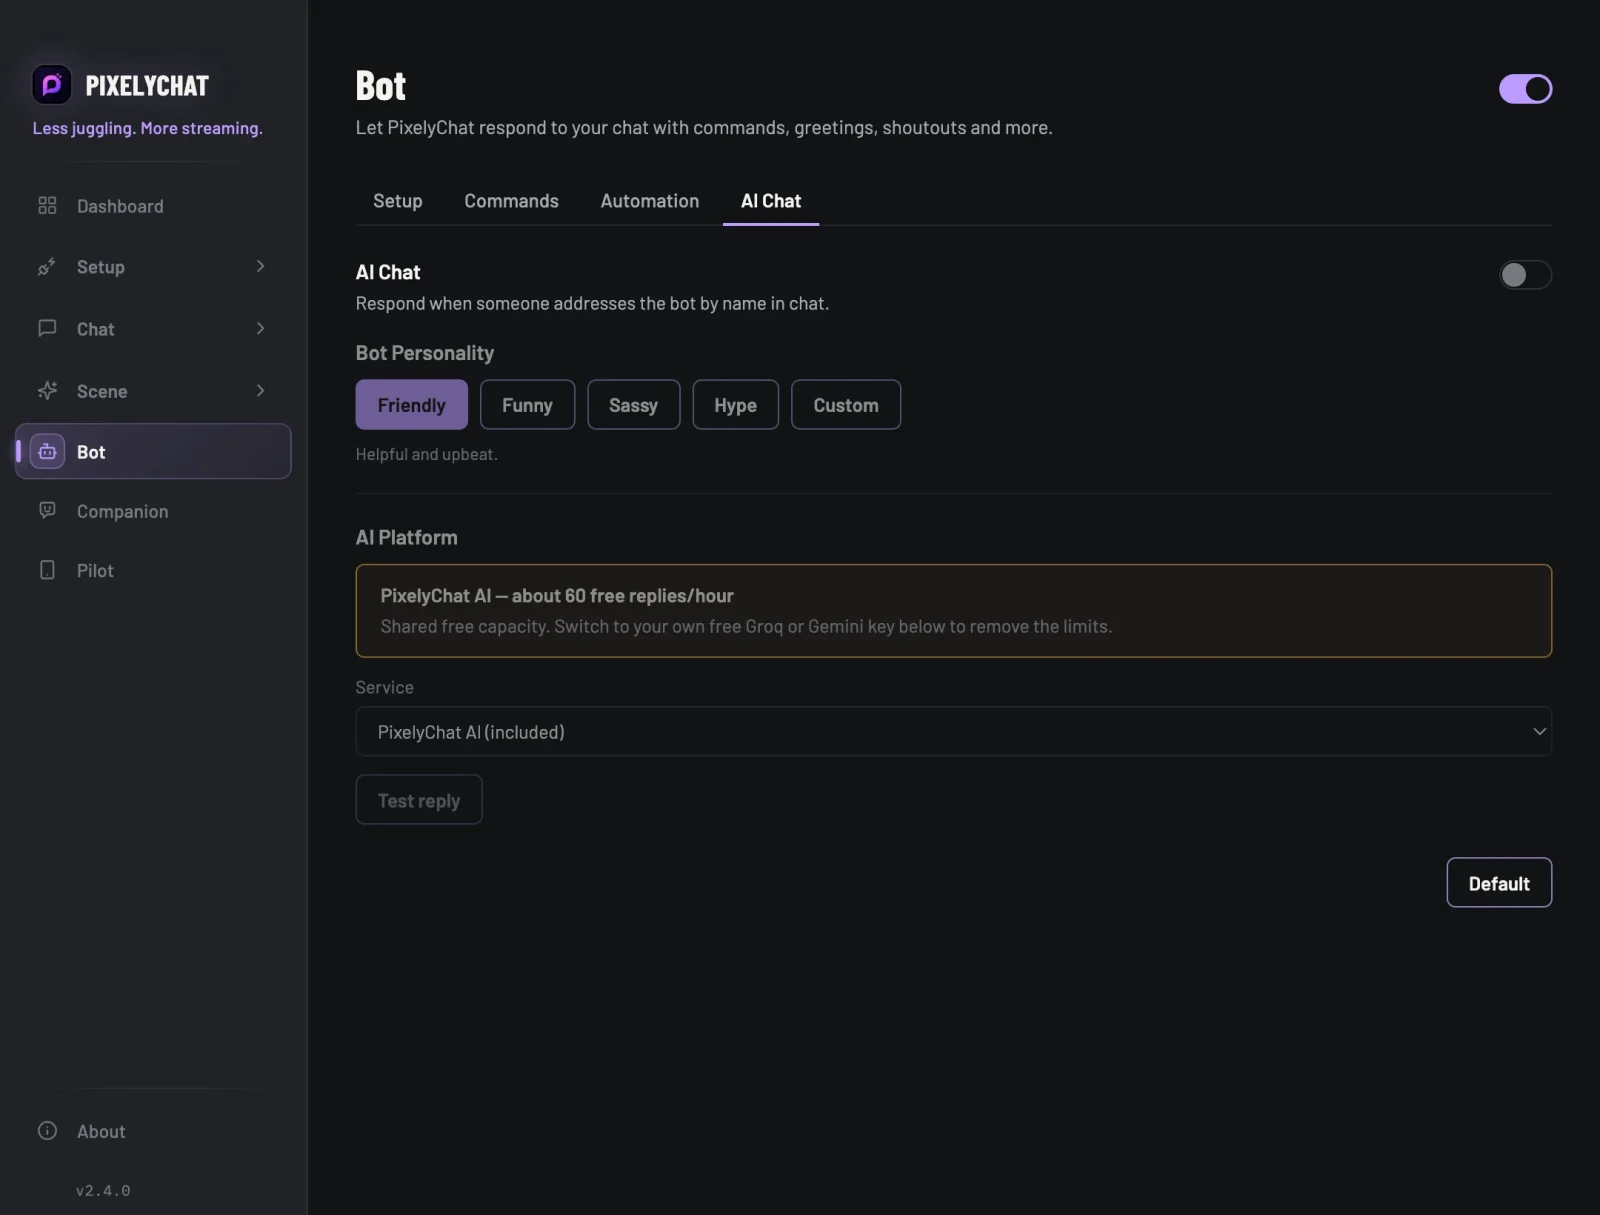 PIXELYCHAT
Less juggling. More streaming.
Dashboard
Setup
Chat
Scene
Bot
Companion
Pilot
About
v2.4.0
Bot
Let PixelyChat respond to your chat with commands, greetings, shoutouts and more.
Setup Commands Automation AI Chat
AI Chat
Respond when someone addresses the bot by name in chat.
Bot Personality
Friendly Funny Sassy Hype Custom
Helpful and upbeat.
AI Platform
PixelyChat AI — about 60 free replies/hour
Shared free capacity. Switch to your own free Groq or Gemini key below to remove the limits.
Service
PixelyChat AI (included)
Test reply
Default